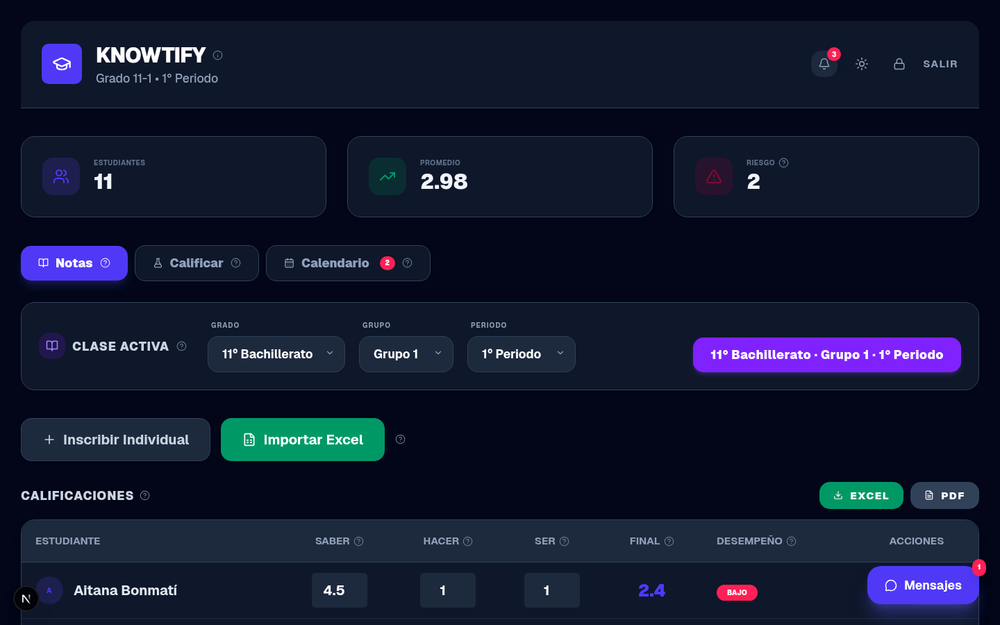 KNOWTIFY
Grado 11-1 • 1° Periodo
3
SALIR
ESTUDIANTES
11
PROMEDIO
2.98
RIESGO
2
Notas
Calificar
Calendario 2
CLASE ACTIVA
GRADO
11° Bachillerato
GRUPO
Grupo 1
PERIODO
1° Periodo
11° Bachillerato · Grupo 1 · 1° Periodo
Inscribir Individual
Importar Excel
CALIFICACIONES
EXCEL
PDF
ESTUDIANTE SABER HACER SER FINAL DESEMPEÑO ACCIONES
A Aitana Bonmatí 4.5 1 1 2.4 BAJO
1
Mensajes
N